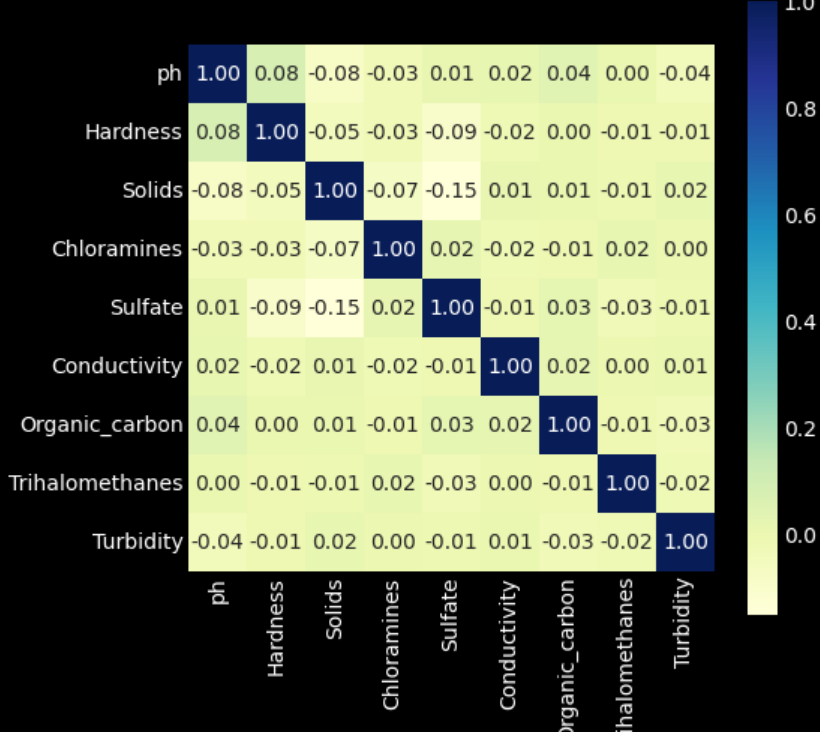 ph 1.00 0.08 -0.08 -0.03 0.01 0.02 0.04 0.00 -0.04
Hardness 0.08 1.00 -0.05 -0.03 -0.09 -0.02 0.00 -0.01 -0.01
Solids -0.08 -0.05 1.00 -0.07 -0.15 0.01 0.01 -0.01 0.02
Chloramines -0.03 -0.03 -0.07 1.00 0.02 -0.02 -0.01 0.02 0.00
Sulfate 0.01 -0.09 -0.15 0.02 1.00 -0.01 0.03 -0.03 -0.01
Conductivity 0.02 -0.02 0.01 -0.02 -0.01 1.00 0.02 0.00 0.01
Organic_carbon 0.04 0.00 0.01 -0.01 0.03 0.02 1.00 -0.01 -0.03
Trihalomethanes 0.00 -0.01 -0.01 0.02 -0.03 0.00 -0.01 1.00 -0.02
Turbidity -0.04 -0.01 0.02 0.00 -0.01 0.01 -0.03 -0.02 1.00
ph
Hardness
Solids
Chloramines
Sulfate
Conductivity
Organic_carbon
ihalomethanes
Turbidity
1.0
0.8
0.6
0.4
0.2
0.0